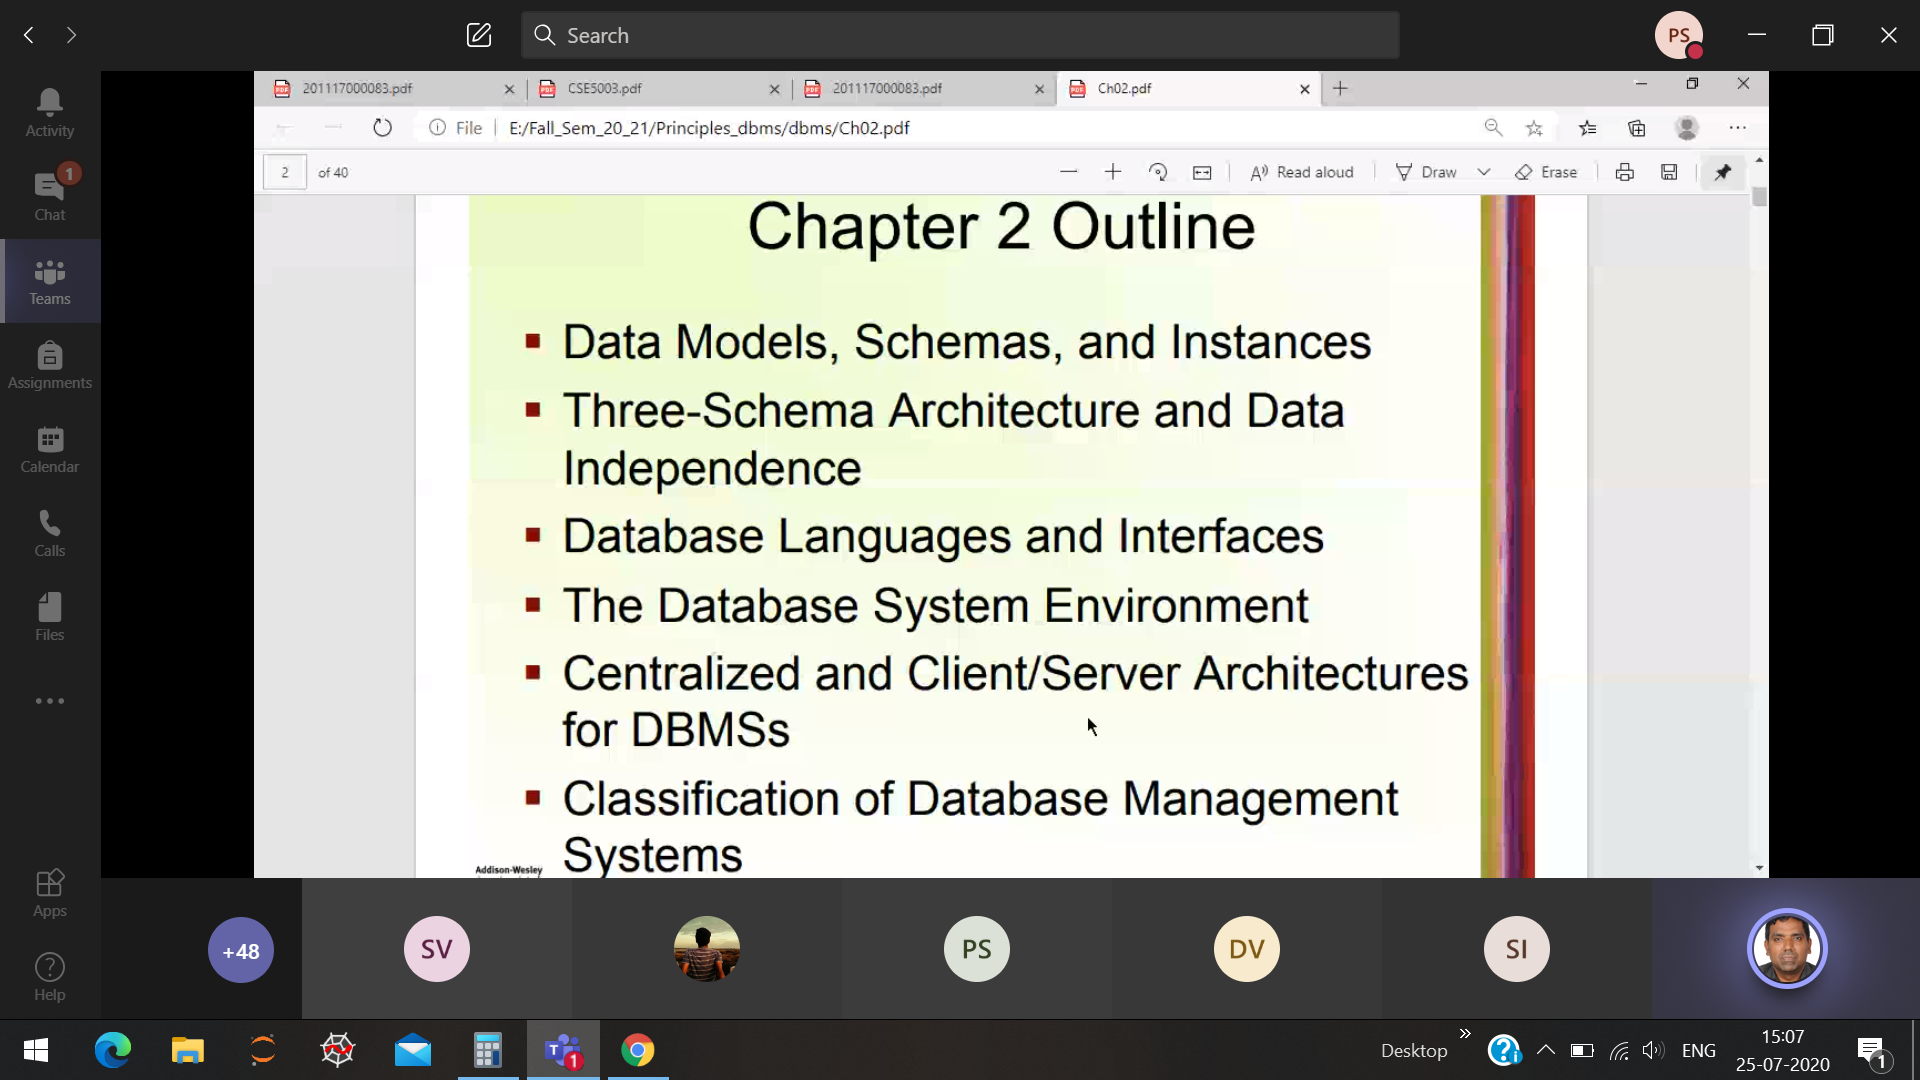 Search
PS
Activity
Chat
1
Teams
Assignments
Calendar
Calls
Files
Apps
Help
201117000083.pdf
CSE5003.pdf
201117000083.pdf
Ch02.pdf
File
E:/Fall_Sem_20_21/Principles_dbms/dbms/Ch02.pdf
2 of 40
Read aloud
Draw
Erase
Chapter 2 Outline
Data Models, Schemas, and Instances
Three-Schema Architecture and Data
Independence
Database Languages and Interfaces
The Database System Environment
Centralized and Client/Server Architectures
for DBMSs
Classification of Database Management
Systems
Addison-Wesley
+48
SV
PS
DV
SI
1
Desktop
ENG
15:07
25-07-2020
1